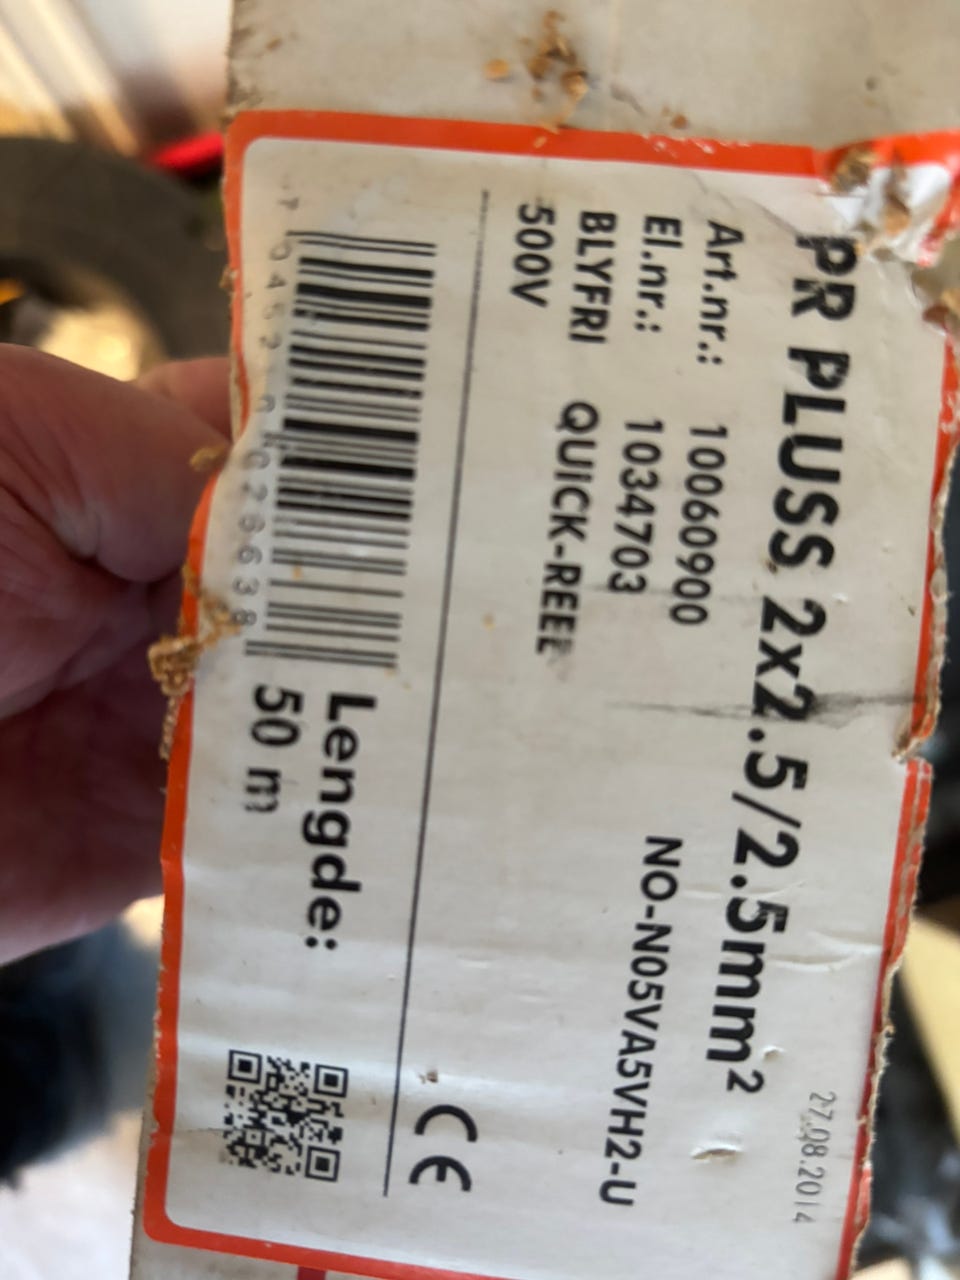 27.08.2014
PR PLUSS 2x2.5/2.5mm²
Art.nr.: 10060900
El.nr.: 1034703 NO-N05VA5VH2-U
BLYFRI QUICK-REEL
500V
CE
Lengde:
50 m